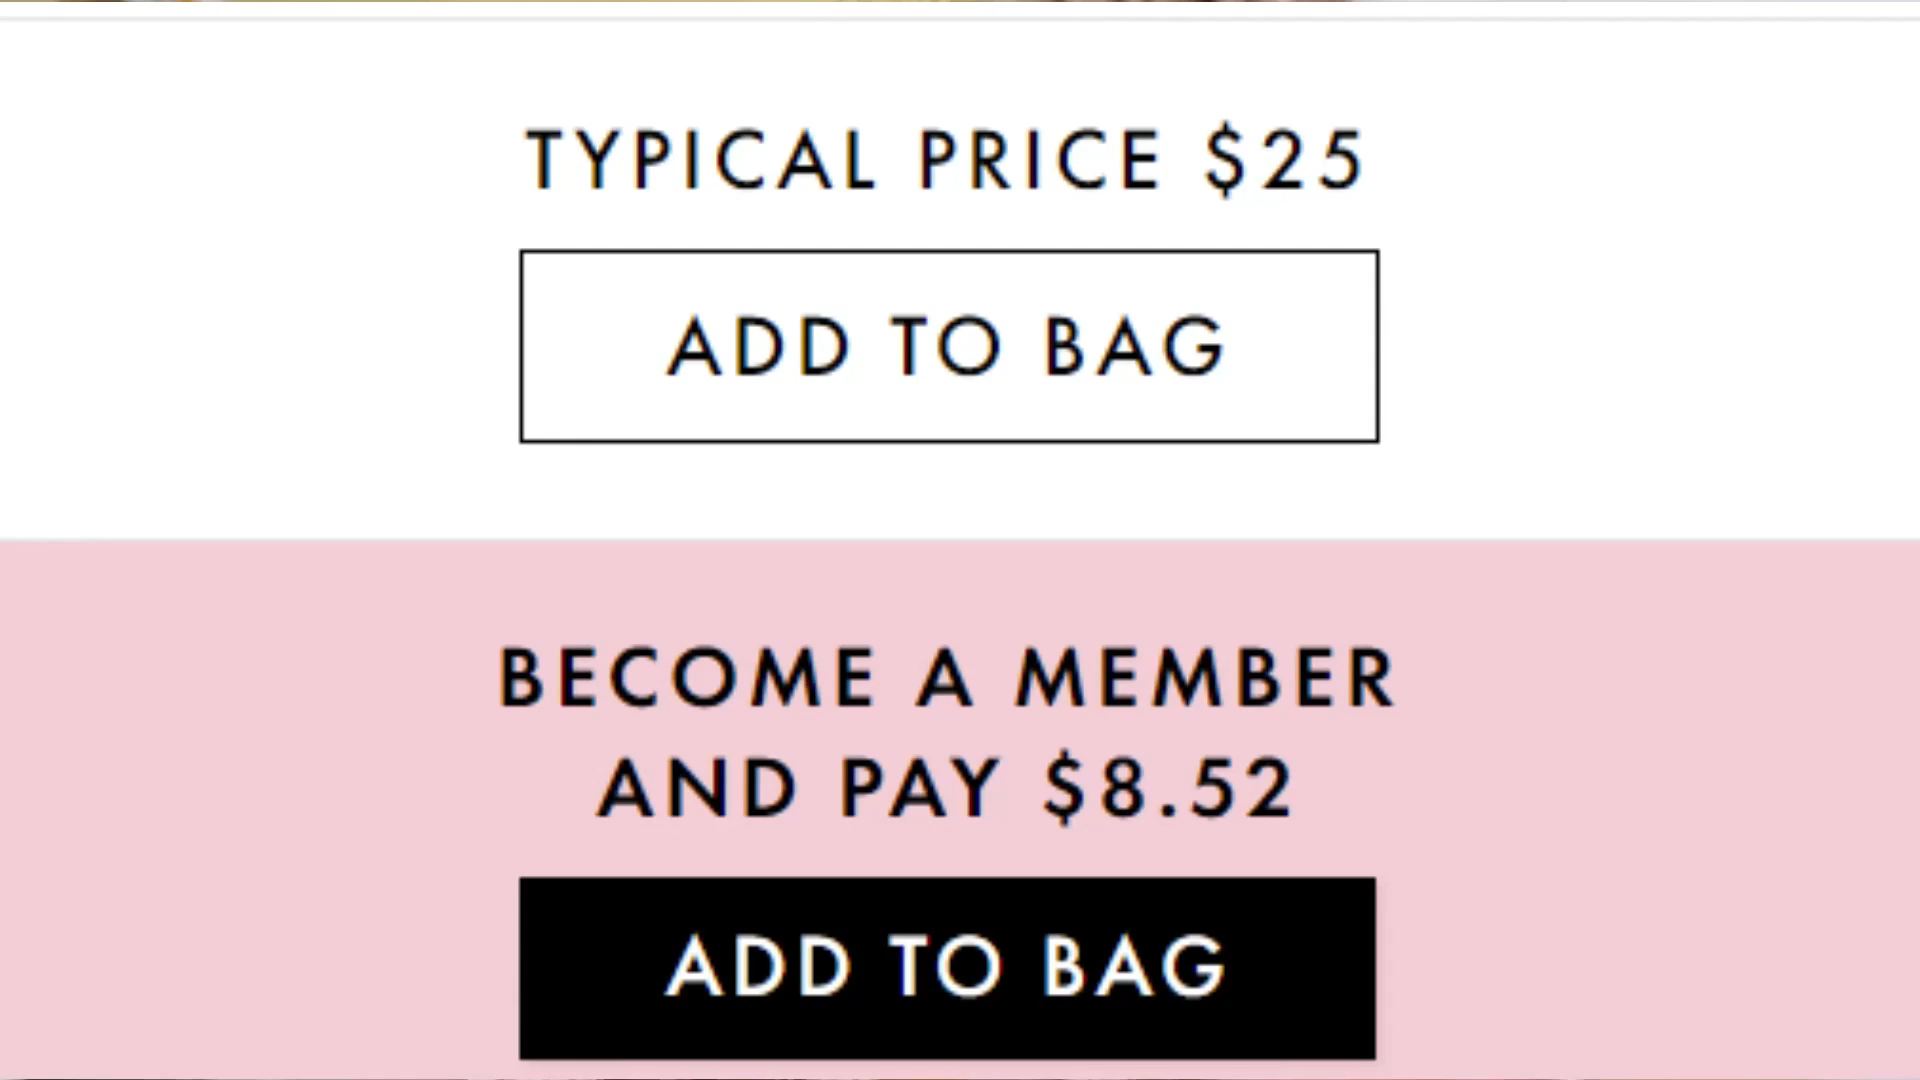 TYPICAL PRICE $25
ADD TO BAG
BECOME A MEMBER
AND PAY $8.52
ADD TO BAG